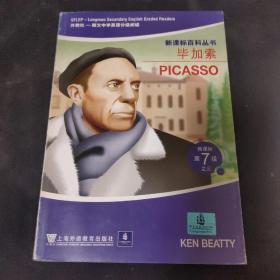 SFLEP - Longman Secondary English Graded Readers
外教社—朗文中学英语分级阅读
新课标百科丛书
毕加索
PICASSO
新课标
第7级
之三
上海外语教育出版社
KEN BEATTY